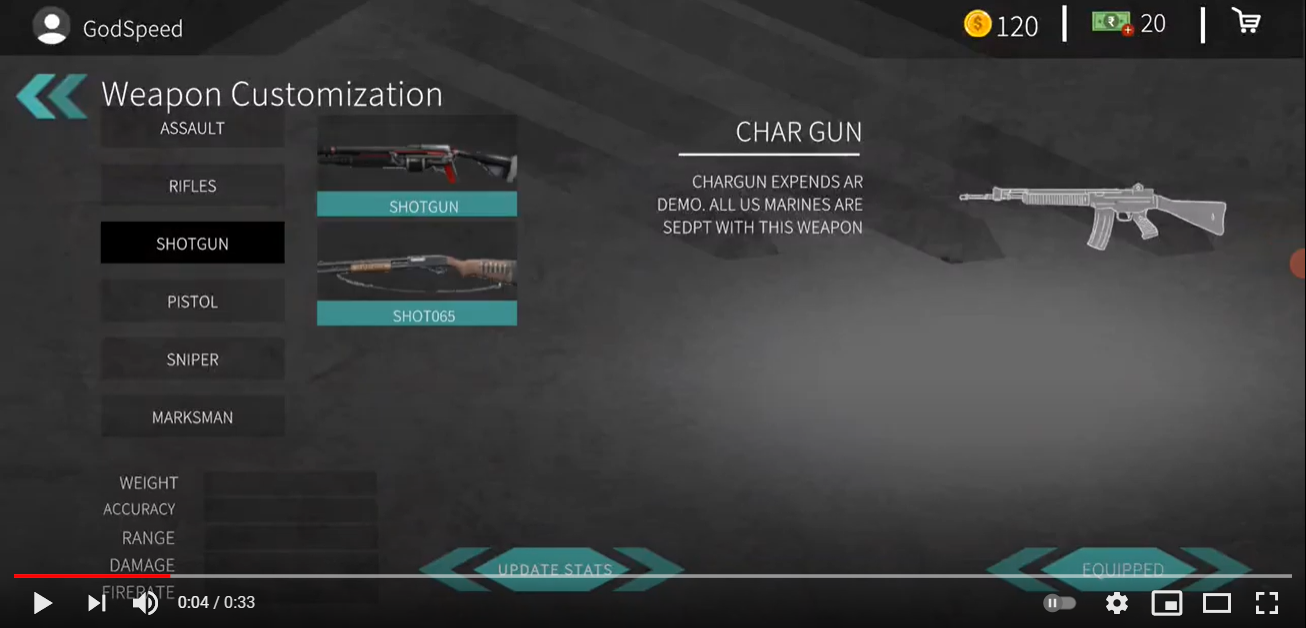 GodSpeed
120
20
Weapon Customization
ASSAULT
RIFLES
SHOTGUN
PISTOL
SNIPER
MARKSMAN
SHOTGUN
SHOT065
CHAR GUN
CHARGUN EXPENDS AR
DEMO. ALL US MARINES ARE
SEDPT WITH THIS WEAPON
WEIGHT
ACCURACY
RANGE
DAMAGE
FIRERATE
UPDATE STATS
EQUIPPED
0:04 / 0:33